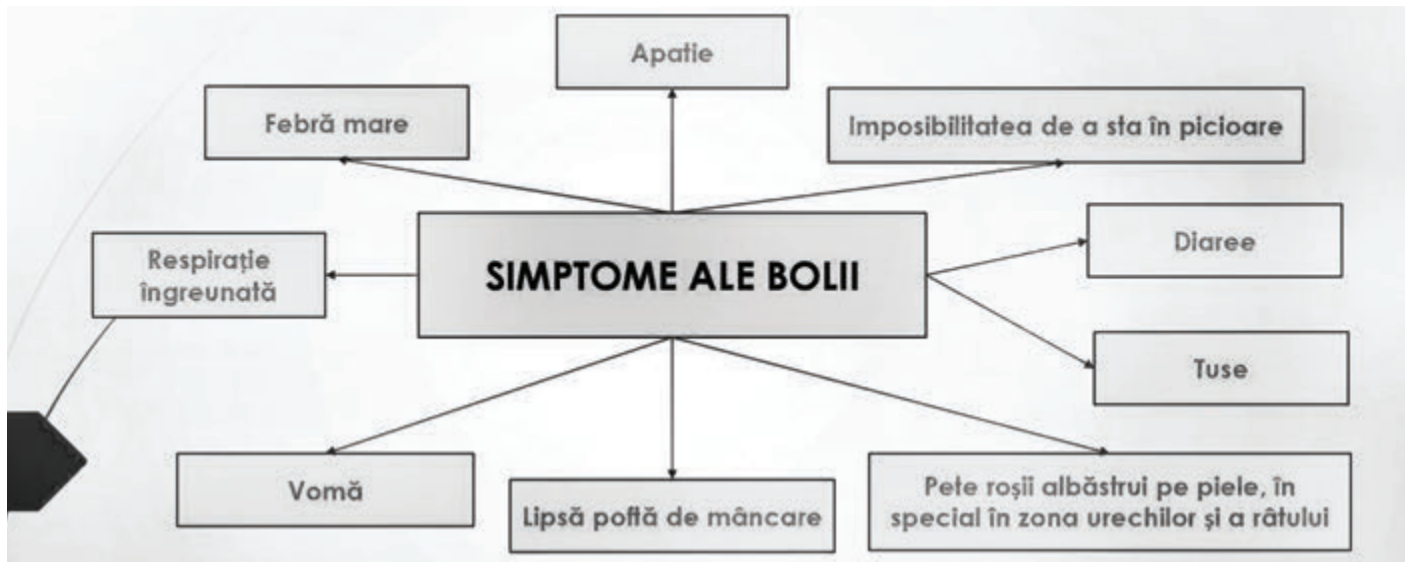 Apatie
Febră mare
Imposibilitatea de a sta în picioare
Respirație
îngreunată
SIMPTOME ALE BOLII
Diaree
Tuse
Vomă
Lipsă poftă de mâncare
Pete roșii albăstrui pe piele, în
special în zona urechilor și a râtului